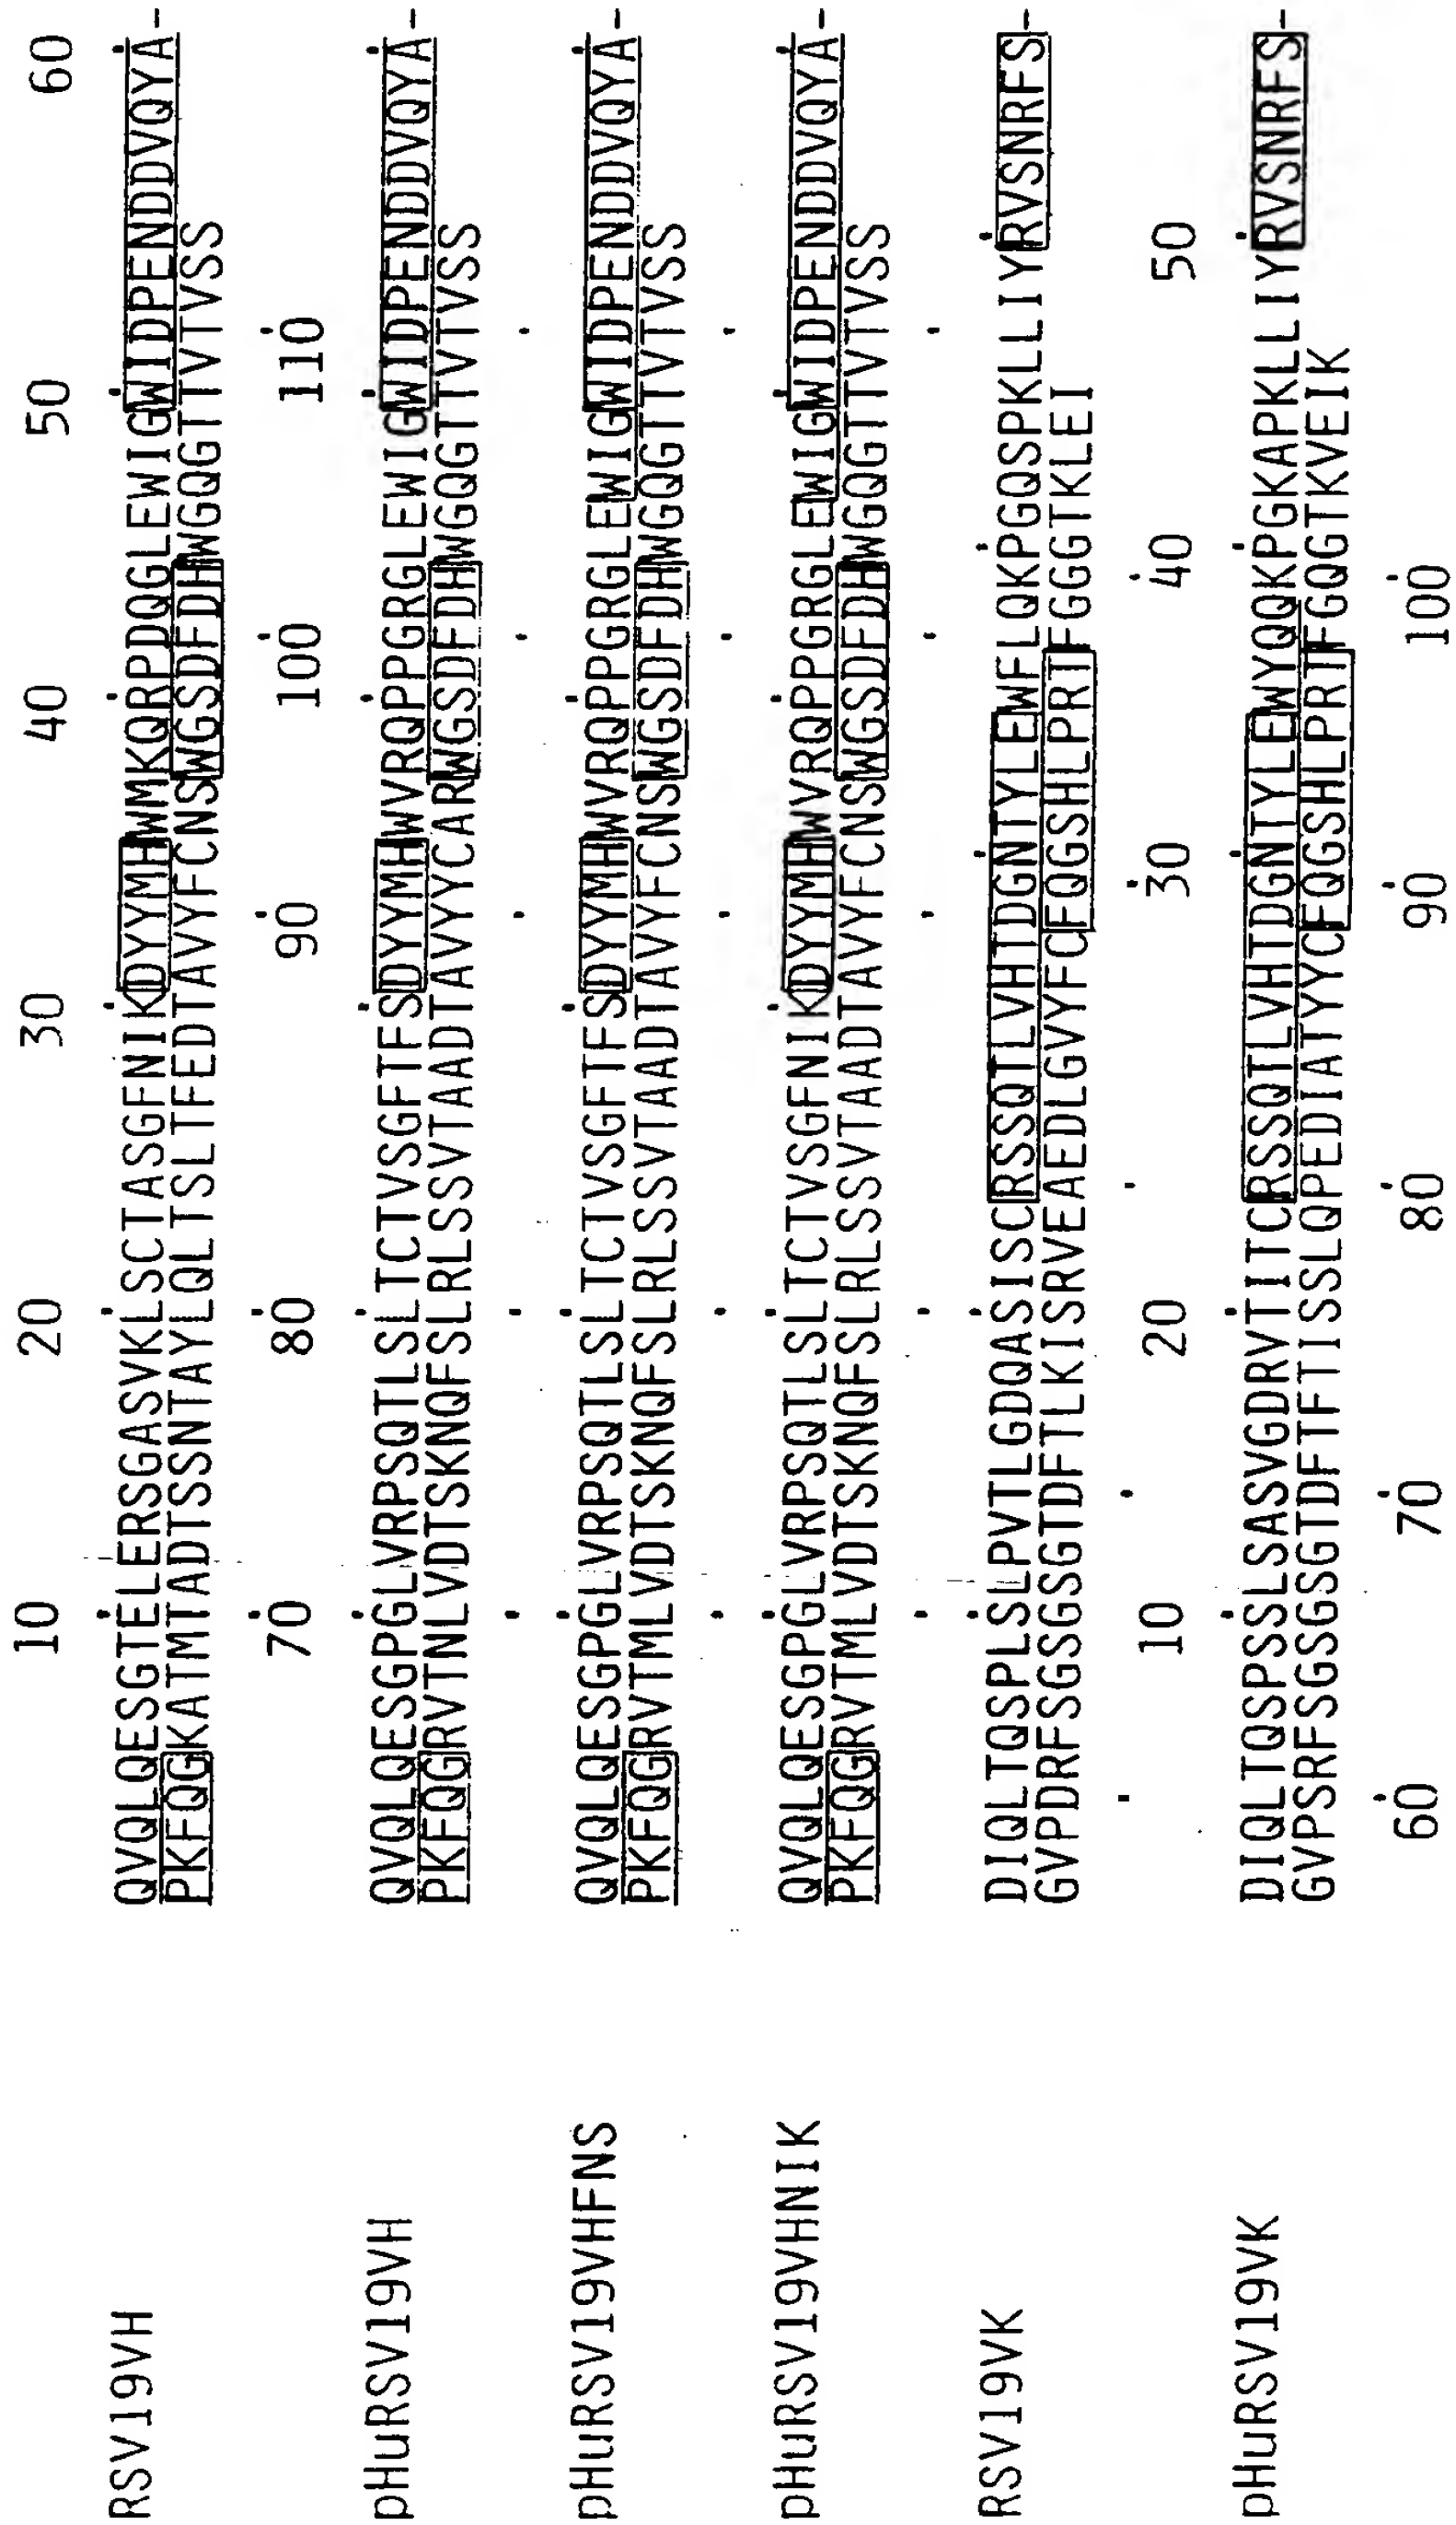 10 20 30 40 50 60
RSV19VH QVQLQESGTELERSGASVKLSCTASGFNIKDYYMHWMKQRPDQGLEWIGWIDPENDDVQYA-
PKFQGKATMTADTSSNTAYLQLTSLTFEDTAVYFCNSWGSDFDHWGQGTTVTVSS
70 80 90 100 110
pHuRSV19VH QVQLQESGPGLVRPSQTLSLTCTVSGFTFSDYYMHWVRQPPGRGLEWIGWIDPENDDVQYA-
PKFQGRVTNLVDTSKNQFSLRLSSVTAADTAVYYCARWGSDFDHWGQGTTVTVSS
pHuRSV19VHFNS QVQLQESGPGLVRPSQTLSLTCTVSGFTFSDYYMHWVRQPPGRGLEWIGWIDPENDDVQYA-
PKFQGRVTMLVDTSKNQFSLRLSSVTAADTAVYFCNSWGSDFDHWGQGTTVTVSS
pHuRSV19VHNIK QVQLQESGPGLVRPSQTLSLTCTVSGFNIKDYYMHWVRQPPGRGLEWIGWIDPENDDVQYA-
PKFQGRVTMLVDTSKNQFSLRLSSVTAADTAVYFCNSWGSDFDHWGQGTTVTVSS
RSV19VK DIQLTQSPLSLPVTLGDQASISCRSSQTLVHTDGNTYLEWFLQKPGQSPKLLIYRVSNRFS-
GVPDRFSGSGSGTDFTLKISRVEAEDLGVYFCFQGSHLPRTFGGGTKLEI
10 20 30 40 50
pHuRSV19VK DIQLTQSPSSLSASVGDRVTITCRSSQTLVHTDGNTYLEWYQQKPGKAPKLLIYRVSNRFS-
GVPSRFSGSGSGTDFTFTISSLQPEDIATYYCFQGSHLPRTFGQGTKVEIK
60 70 80 90 100